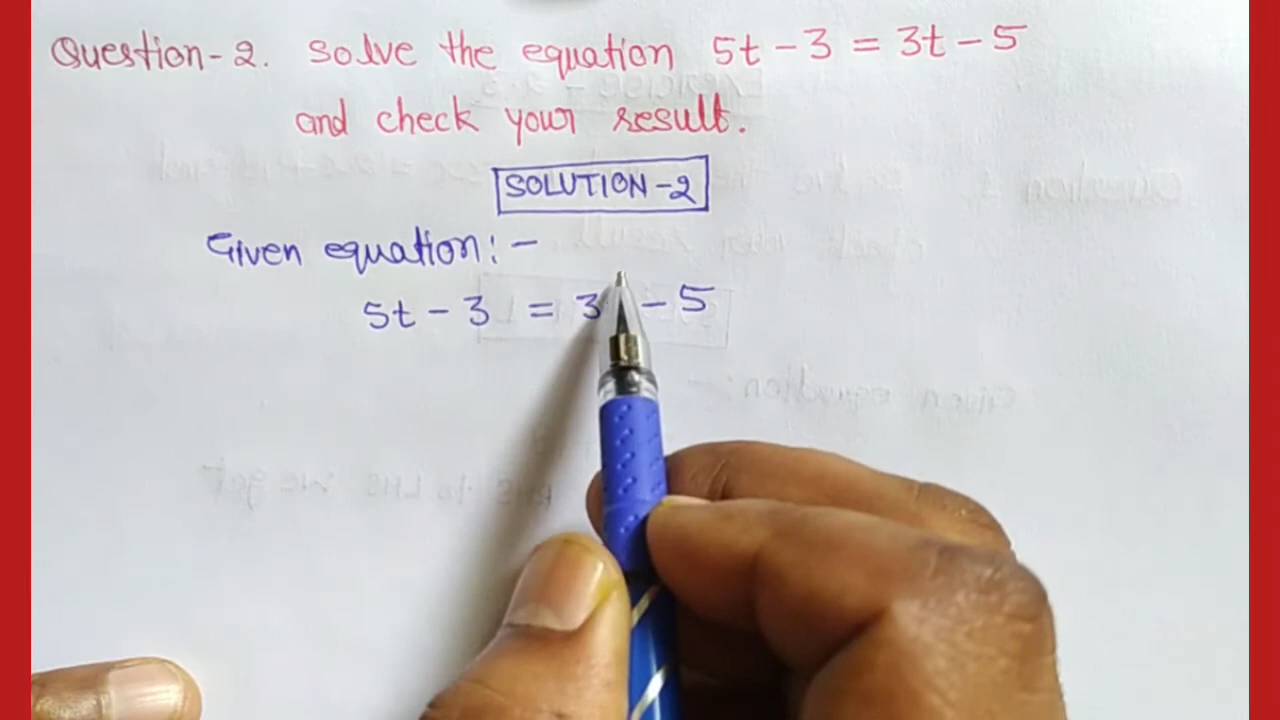 Question-2. Solve the equation 5t - 3 = 3t - 5
and check your result.
SOLUTION-2
Given equation:-
5t - 3 = 3 - 5